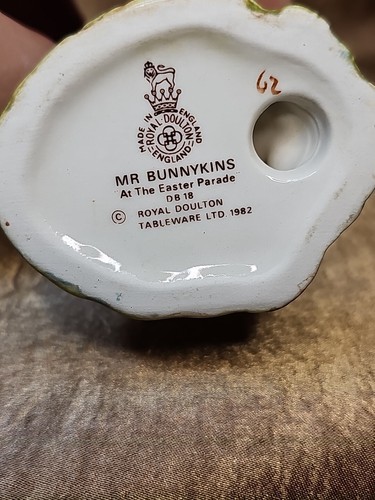 62
MADE IN ENGLAND
ROYAL DOULTON
ENGLAND
MR BUNNYKINS
At The Easter Parade
DB 18
© ROYAL DOULTON
TABLEWARE LTD 1982